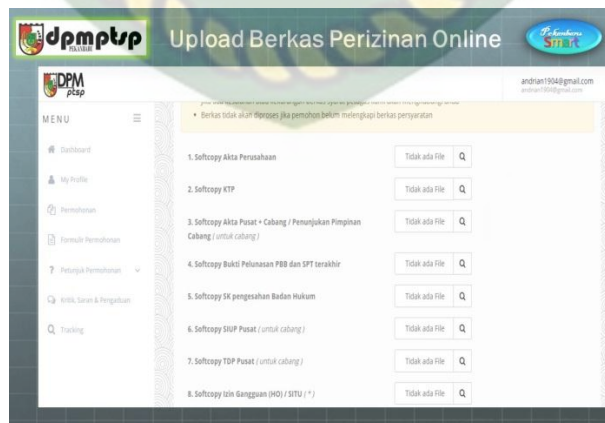 dpmptsp
PEKANBARU
Upload Berkas Perizinan Online
Pekanbaru
Smart
DPM
ptsp
andrian1904@gmail.com
andrian1904@gmail.com
MENU
Dashboard
My Profile
Permohonan
Formulir Permohonan
Petunjuk Permohonan
Kritik, Saran & Pengaduan
Tracking
• Berkas tidak akan diproses jika pemohon belum melengkapi berkas persyaratan
1. Softcopy Akta Perusahaan Tidak ada File
2. Softcopy KTP Tidak ada File
3. Softcopy Akta Pusat + Cabang / Penunjukan Pimpinan Tidak ada File
Cabang ( untuk cabang )
4. Softcopy Bukti Pelunasan PBB dan SPT terakhir Tidak ada File
5. Softcopy SK pengesahan Badan Hukum Tidak ada File
6. Softcopy SIUP Pusat ( untuk cabang ) Tidak ada File
7. Softcopy TDP Pusat ( untuk cabang ) Tidak ada File
8. Softcopy Izin Gangguan (HO) / SITU ( * ) Tidak ada File